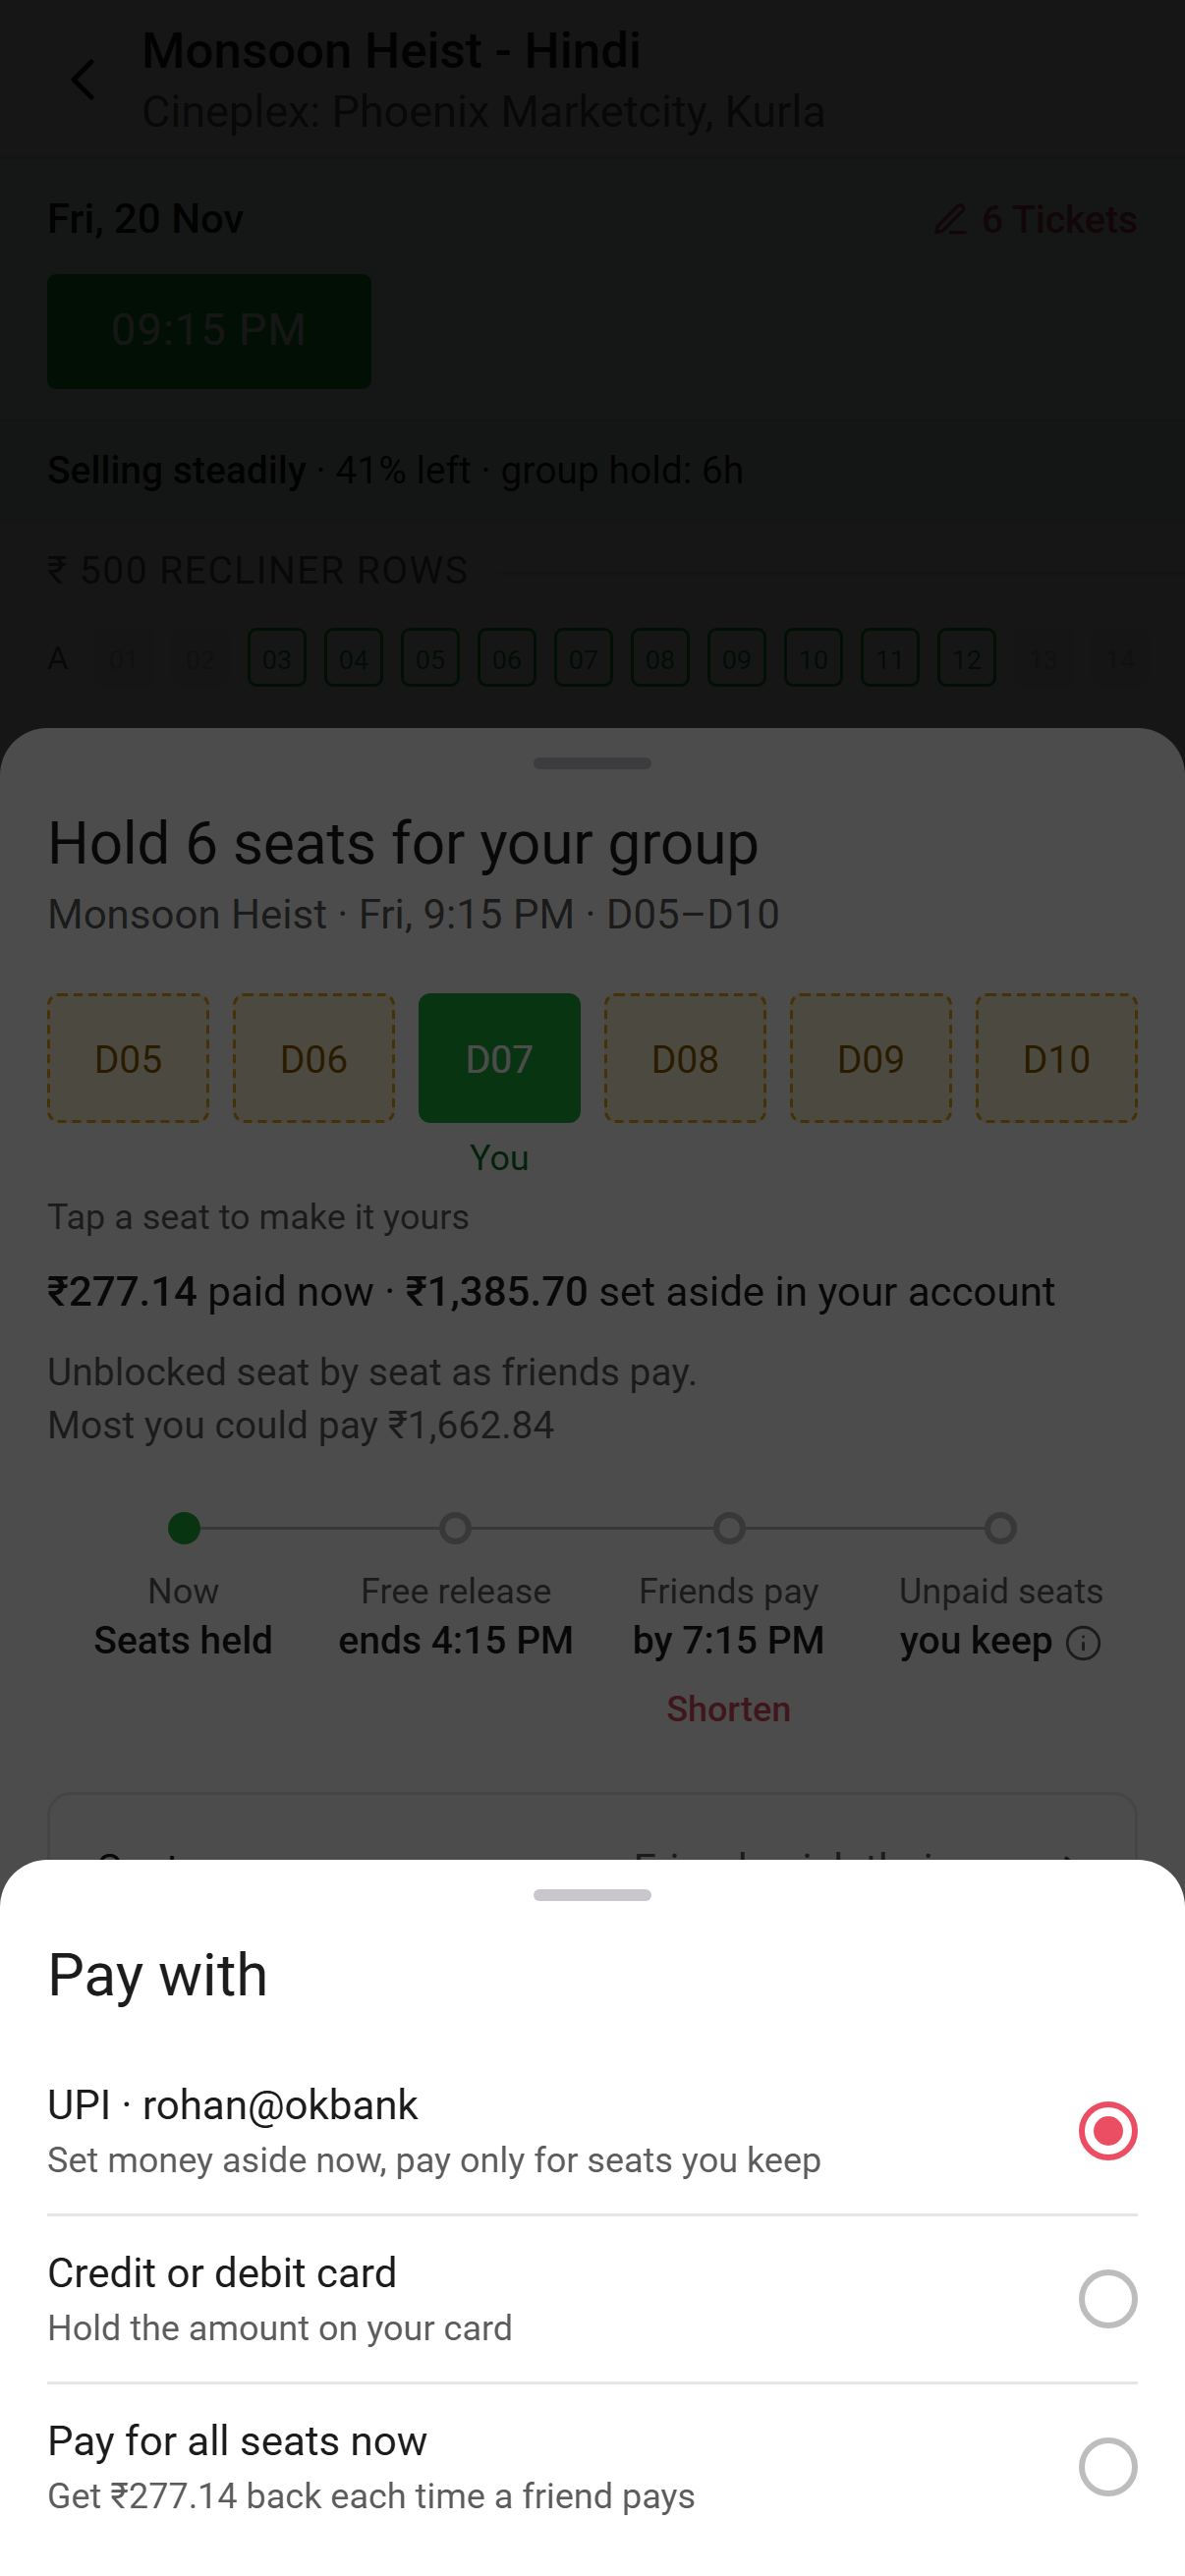 Monsoon Heist - Hindi
Cineplex: Phoenix Marketcity, Kurla
Fri, 20 Nov
6 Tickets
09:15 PM
Selling steadily · 41% left · group hold: 6h
₹ 500 RECLINER ROWS
A 01 02 03 04 05 06 07 08 09 10 11 12 13 14
Hold 6 seats for your group
Monsoon Heist · Fri, 9:15 PM · D05–D10
D05 D06 D07 D08 D09 D10
You
Tap a seat to make it yours
₹277.14 paid now · ₹1,385.70 set aside in your account
Unblocked seat by seat as friends pay.
Most you could pay ₹1,662.84
Now Free release Friends pay Unpaid seats
Seats held ends 4:15 PM by 7:15 PM you keep
Shorten
Pay with
UPI · rohan@okbank
Set money aside now, pay only for seats you keep
Credit or debit card
Hold the amount on your card
Pay for all seats now
Get ₹277.14 back each time a friend pays